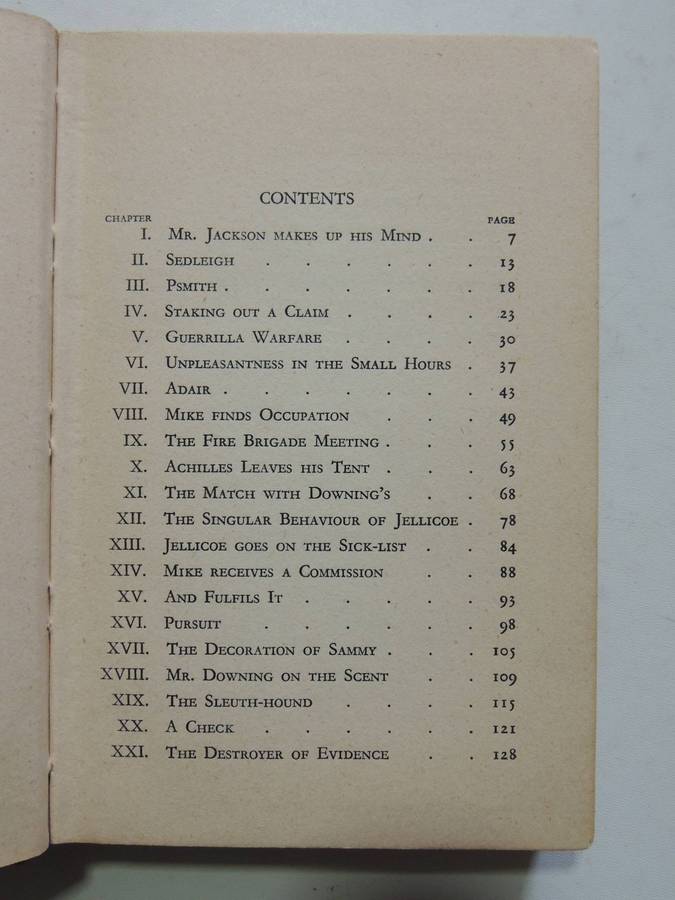 CONTENTS
CHAPTER PAGE
I. Mr. Jackson makes up his Mind . . 7
II. Sedleigh . . . . . . 13
III. Psmith . . . . . . . 18
IV. Staking out a Claim . . . . 23
V. Guerrilla Warfare . . . . 30
VI. Unpleasantness in the Small Hours . 37
VII. Adair . . . . . . . 43
VIII. Mike finds Occupation . . . 49
IX. The Fire Brigade Meeting . . . 55
X. Achilles Leaves his Tent . . . 63
XI. The Match with Downing's . . 68
XII. The Singular Behaviour of Jellicoe . 78
XIII. Jellicoe goes on the Sick-list . . 84
XIV. Mike receives a Commission . . 88
XV. And Fulfils It . . . . . 93
XVI. Pursuit . . . . . . 98
XVII. The Decoration of Sammy . . . 105
XVIII. Mr. Downing on the Scent . . 109
XIX. The Sleuth-hound . . . . 115
XX. A Check . . . . . . 121
XXI. The Destroyer of Evidence . . 128